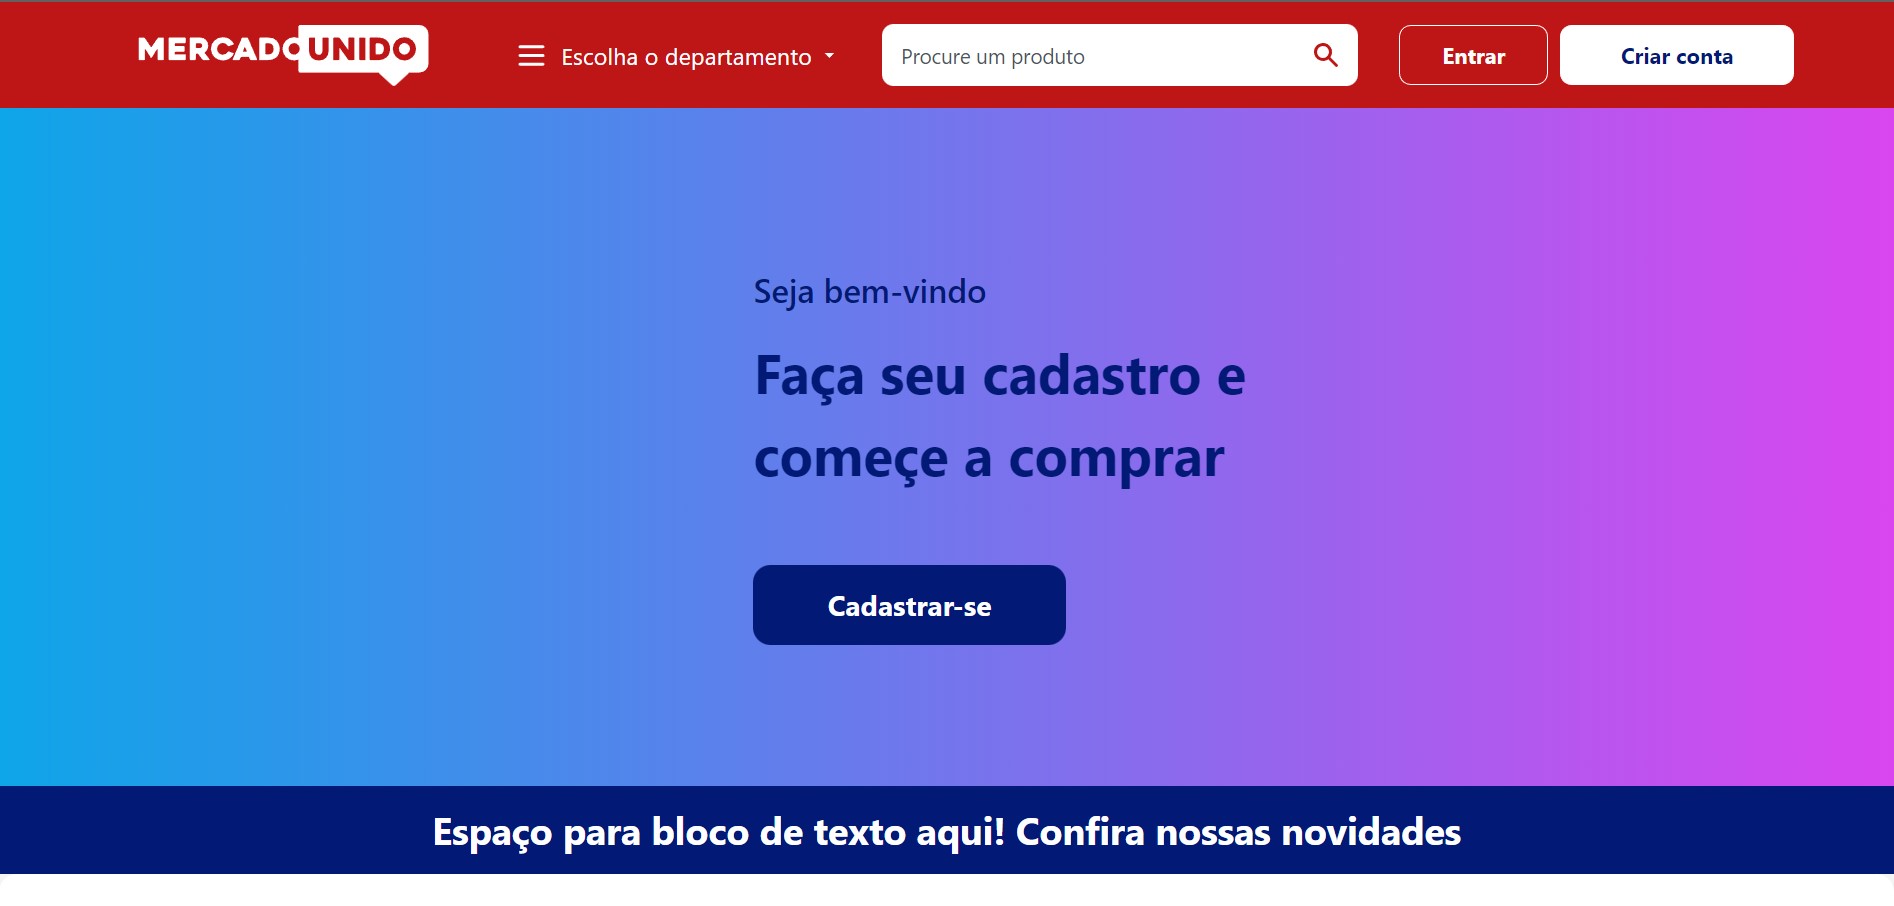 MERCADO UNIDO
Escolha o departamento
Procure um produto
Entrar
Criar conta
Seja bem-vindo
Faça seu cadastro e
começe a comprar
Cadastrar-se
Espaço para bloco de texto aqui! Confira nossas novidades